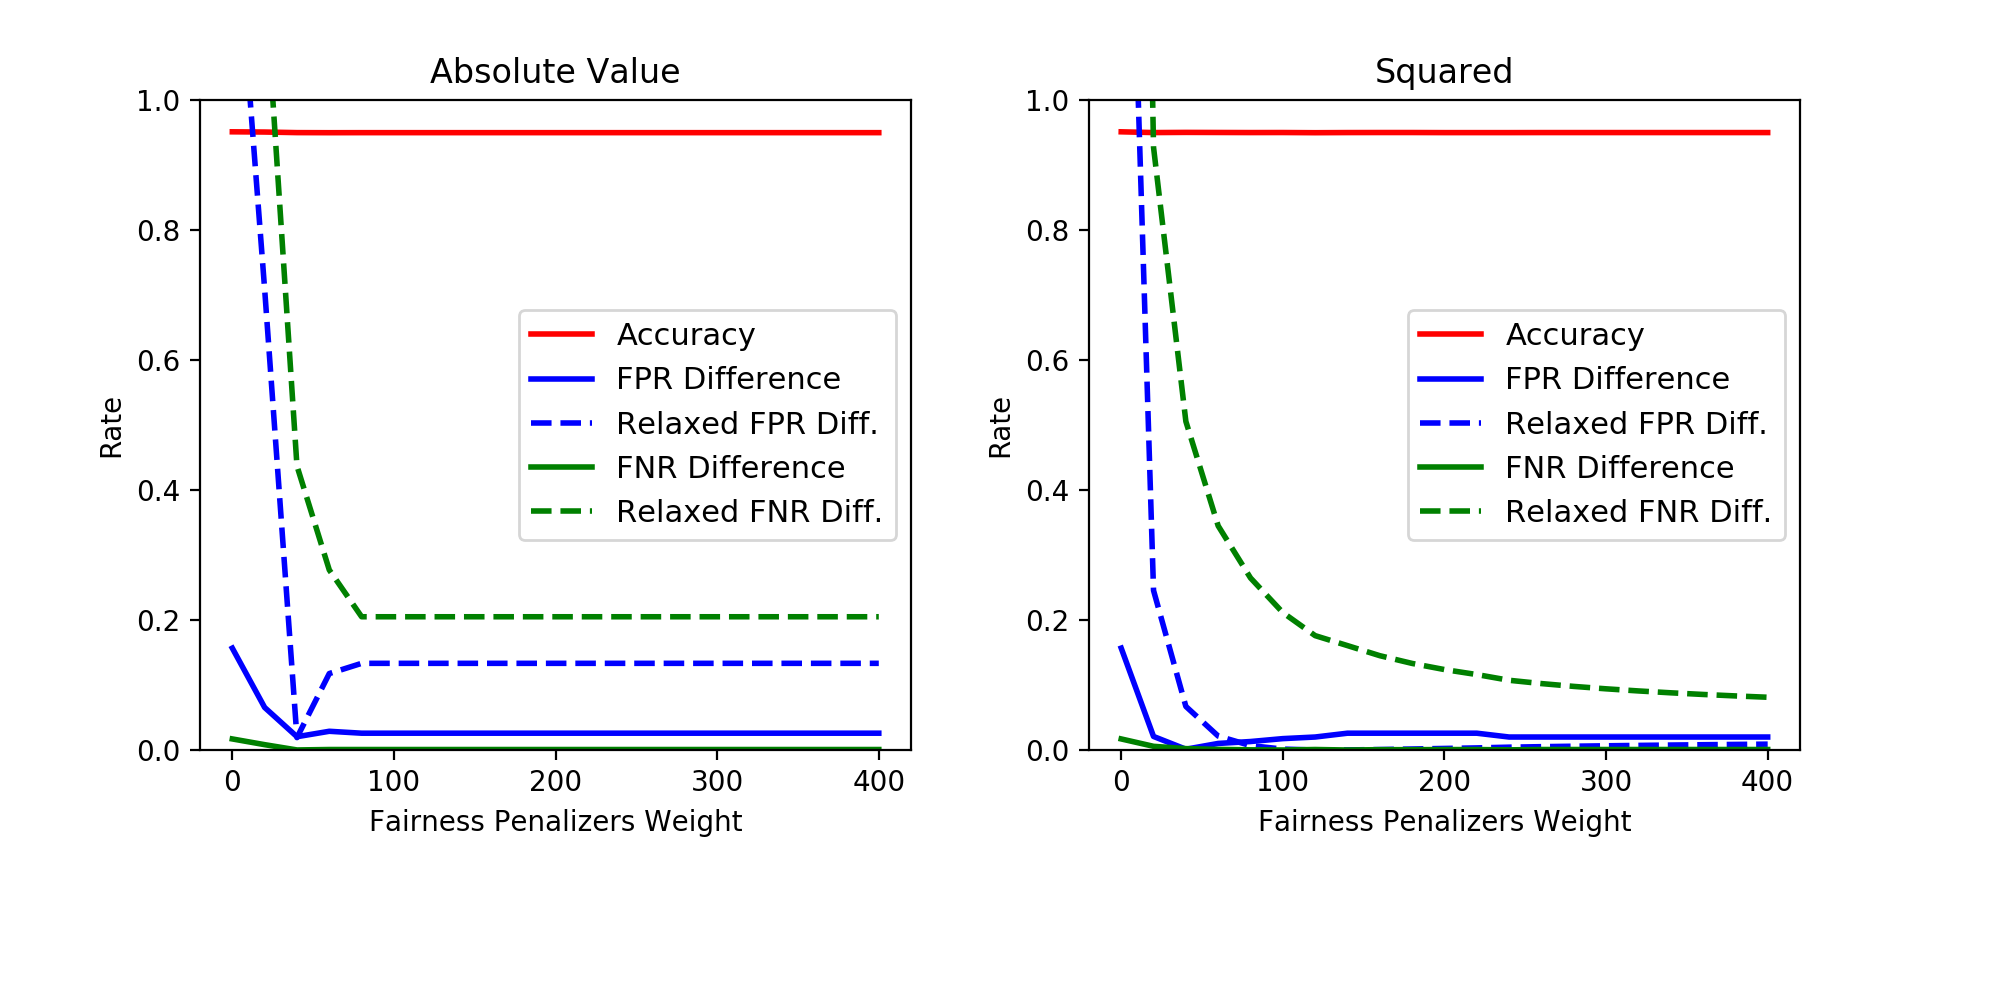 Absolute Value
1.0
0.8
0.6
0.4
0.2
0.0
Rate
0 100 200 300 400
Fairness Penalizers Weight
Accuracy
FPR Difference
Relaxed FPR Diff.
FNR Difference
Relaxed FNR Diff.
Squared
1.0
0.8
0.6
0.4
0.2
0.0
Rate
0 100 200 300 400
Fairness Penalizers Weight
Accuracy
FPR Difference
Relaxed FPR Diff.
FNR Difference
Relaxed FNR Diff.